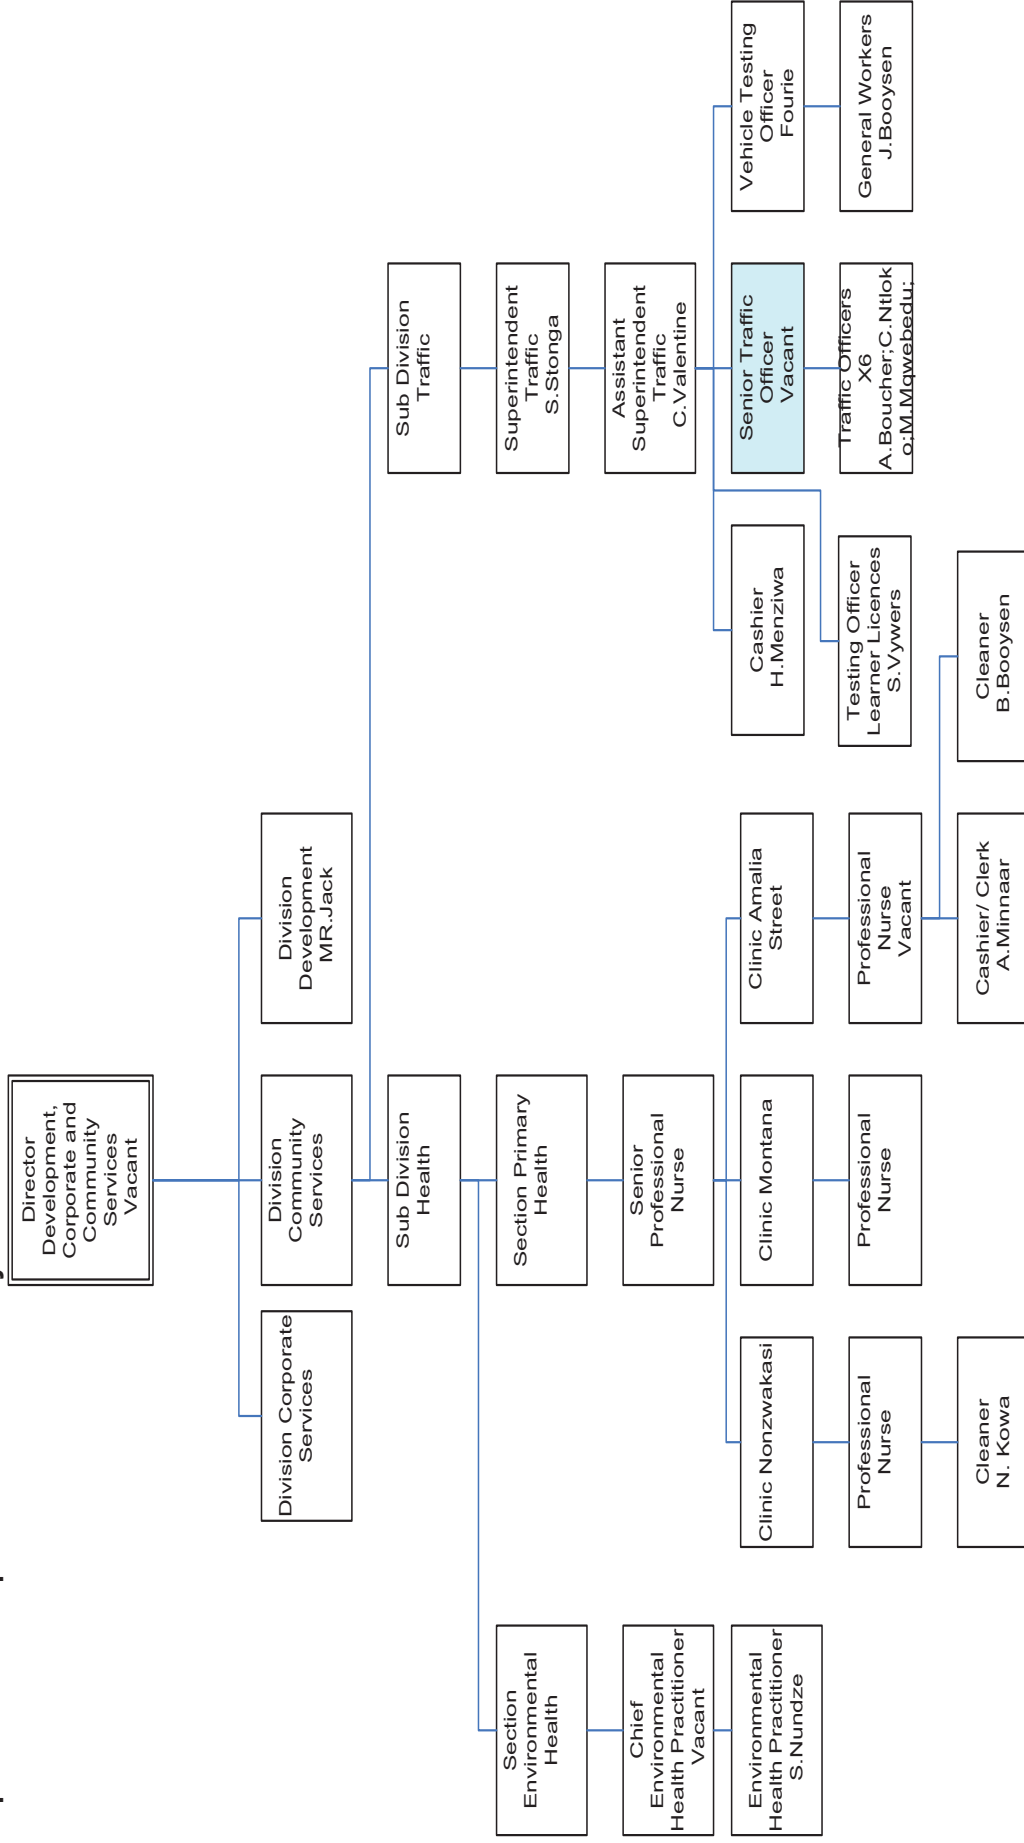 Director
Development,
Corporate and
Community
Services
Vacant
Division Corporate
Services
Division
Community
Services
Division
Development
MR.Jack
Sub Division
Health
Sub Division
Traffic
Section
Environmental
Health
Section Primary
Health
Superintendent
Traffic
S.Stonga
Chief
Environmental
Health Practitioner
Vacant
Senior
Professional
Nurse
Assistant
Superintendent
Traffic
C.Valentine
Environmental
Health Practitioner
S.Nundze
Clinic Nonzwakasi
Clinic Montana
Clinic Amalia
Street
Cashier
H.Menziwa
Senior Traffic
Officer
Vacant
Vehicle Testing
Officer
Fourie
Professional
Nurse
Professional
Nurse
Professional
Nurse
Vacant
Testing Officer
Learner Licences
S.Vywers
Traffic Officers
X6
A.Boucher;C.Ntlok
o;M.Mqwebedu;
General Workers
J.Booysen
Cleaner
N. Kowa
Cashier/ Clerk
A.Minnaar
Cleaner
B.Booysen